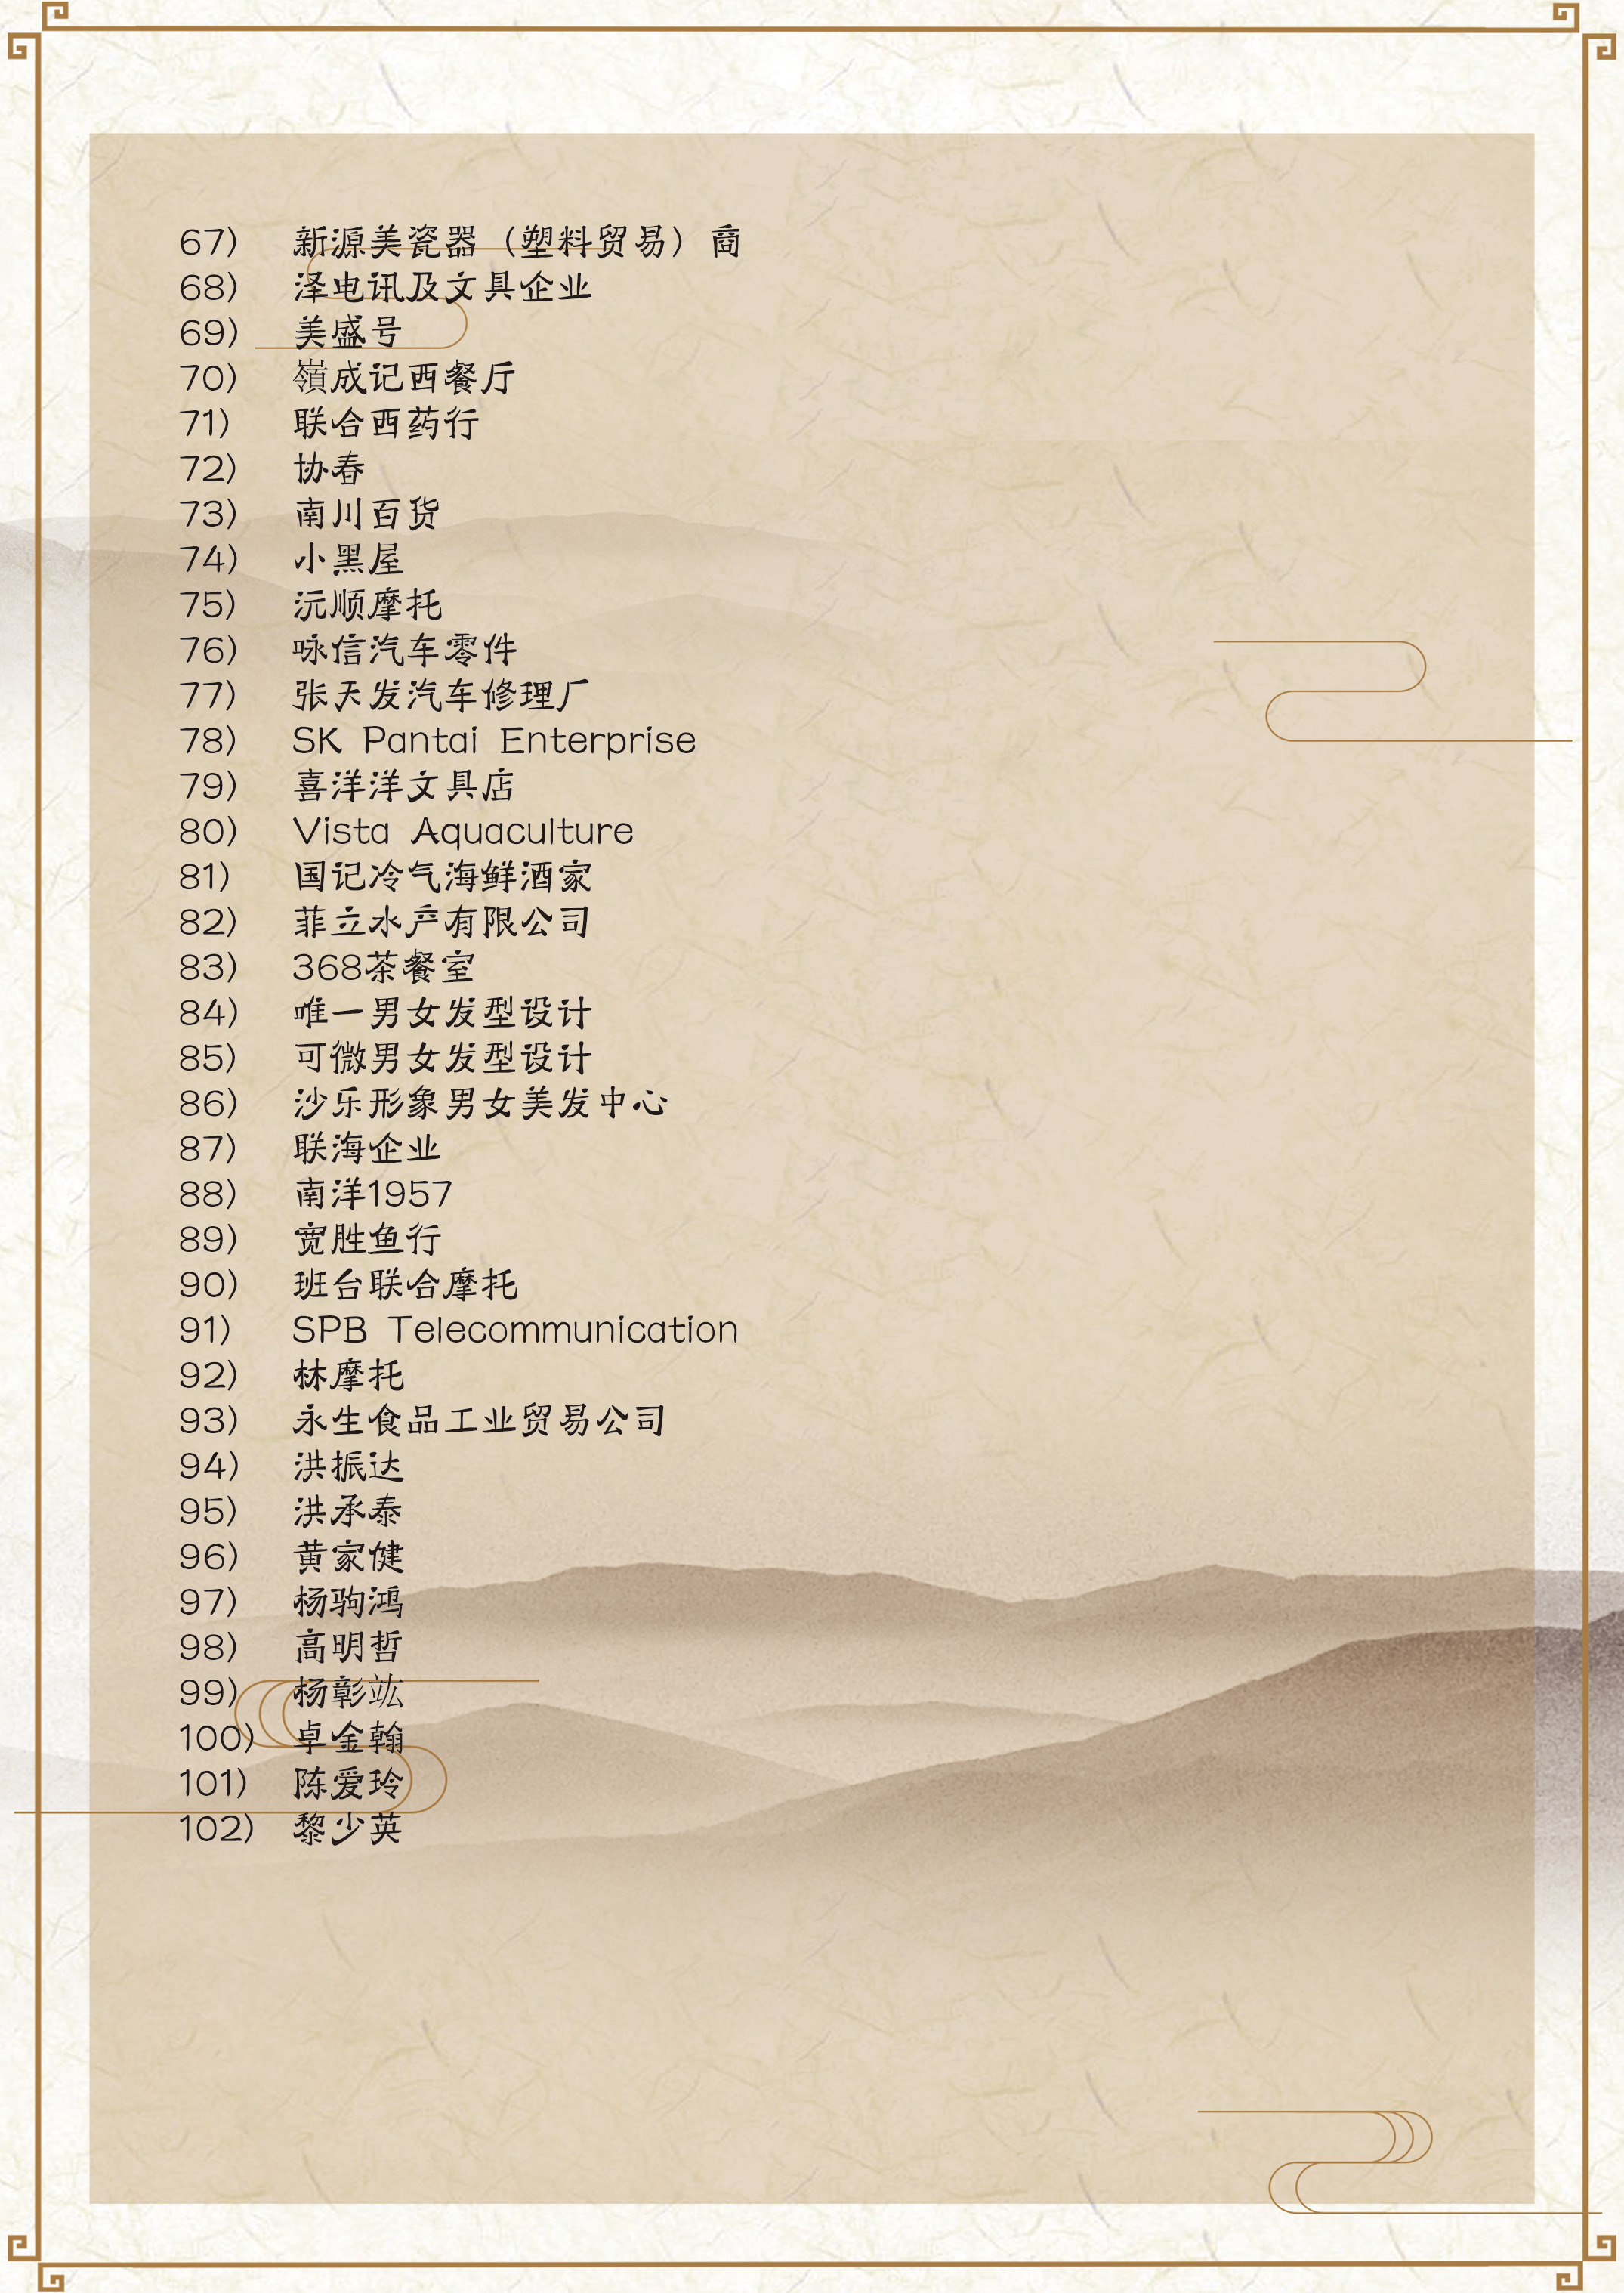 67) 新源美瓷器（塑料贸易）商
68) 泽电讯及文具企业
69) 美盛号
70) 嶺成记西餐厅
71) 联合西药行
72) 协春
73) 南川百货
74) 小黑屋
75) 沅顺摩托
76) 咏信汽车零件
77) 张天发汽车修理厂
78) SK Pantai Enterprise
79) 喜洋洋文具店
80) Vista Aquaculture
81) 国记冷气海鲜酒家
82) 菲立水产有限公司
83) 368茶餐室
84) 唯一男女发型设计
85) 可微男女发型设计
86) 沙乐形象男女美发中心
87) 联海企业
88) 南洋1957
89) 宽胜鱼行
90) 班台联合摩托
91) SPB Telecommunication
92) 林摩托
93) 永生食品工业贸易公司
94) 洪振达
95) 洪承泰
96) 黄家健
97) 杨驹鸿
98) 高明哲
99) 杨彰竑
100) 卓金翰
101) 陈爱玲
102) 黎少英